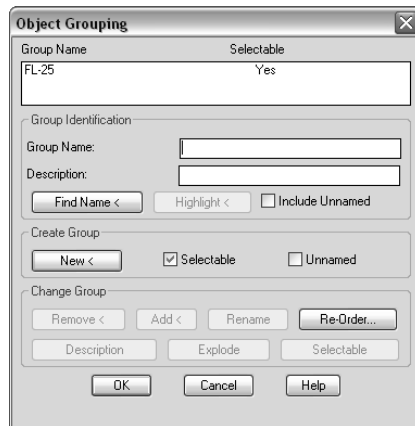 Object Grouping
Group Name Selectable
FL-25 Yes
Group Identification
Group Name:
Description:
Find Name < Highlight < Include Unnamed
Create Group
New < Selectable Unnamed
Change Group
Remove < Add < Rename Re-Order...
Description Explode Selectable
OK Cancel Help